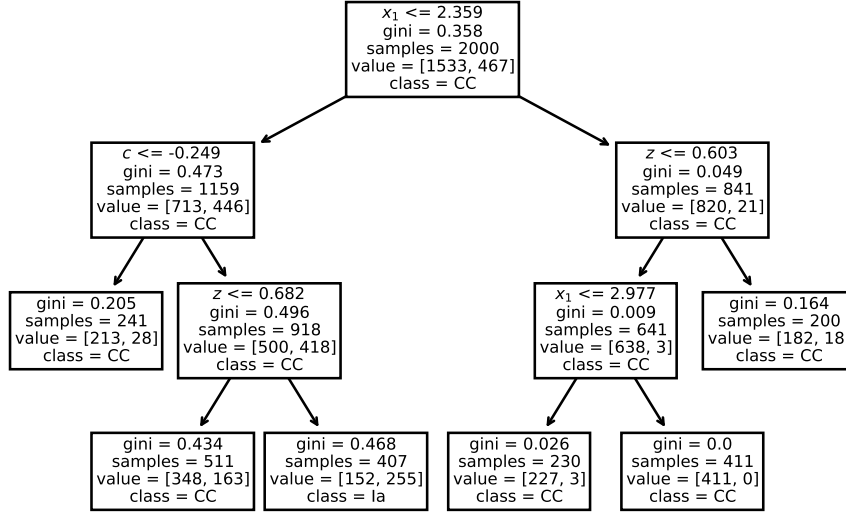 x₁ <= 2.359
gini = 0.358
samples = 2000
value = [1533, 467]
class = CC
c <= -0.249
gini = 0.473
samples = 1159
value = [713, 446]
class = CC
z <= 0.603
gini = 0.049
samples = 841
value = [820, 21]
class = CC
gini = 0.205
samples = 241
value = [213, 28]
class = CC
z <= 0.682
gini = 0.496
samples = 918
value = [500, 418]
class = CC
x₁ <= 2.977
gini = 0.009
samples = 641
value = [638, 3]
class = CC
gini = 0.164
samples = 200
value = [182, 18
class = CC
gini = 0.434
samples = 511
value = [348, 163]
class = CC
gini = 0.468
samples = 407
value = [152, 255]
class = Ia
gini = 0.026
samples = 230
value = [227, 3]
class = CC
gini = 0.0
samples = 411
value = [411, 0]
class = CC